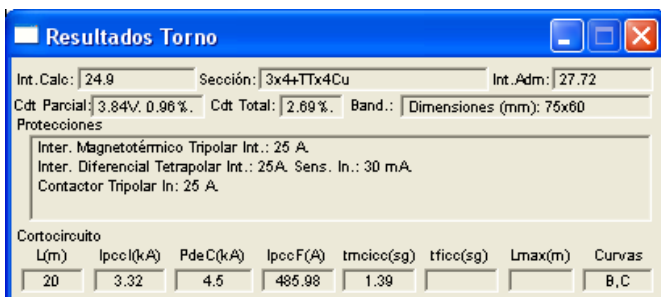 Resultados Torno
Int.Calc: 24.9 Sección: 3x4+TTx4Cu Int.Adm: 27.72
Cdt Parcial: 3.84V. 0.96%. Cdt Total: 2.69%. Band.: Dimensiones (mm): 75x60
Protecciones
Inter. Magnetotérmico Tripolar Int.: 25 A.
Inter. Diferencial Tetrapolar Int.: 25A. Sens. In.: 30 mA.
Contactor Tripolar In: 25 A.
Cortocircuito
L(m) IpccI(kA) PdeC(kA) IpccF(A) tmcicc(sg) tficc(sg) Lmax(m) Curvas
20 3.32 4.5 485.98 1.39 B,C